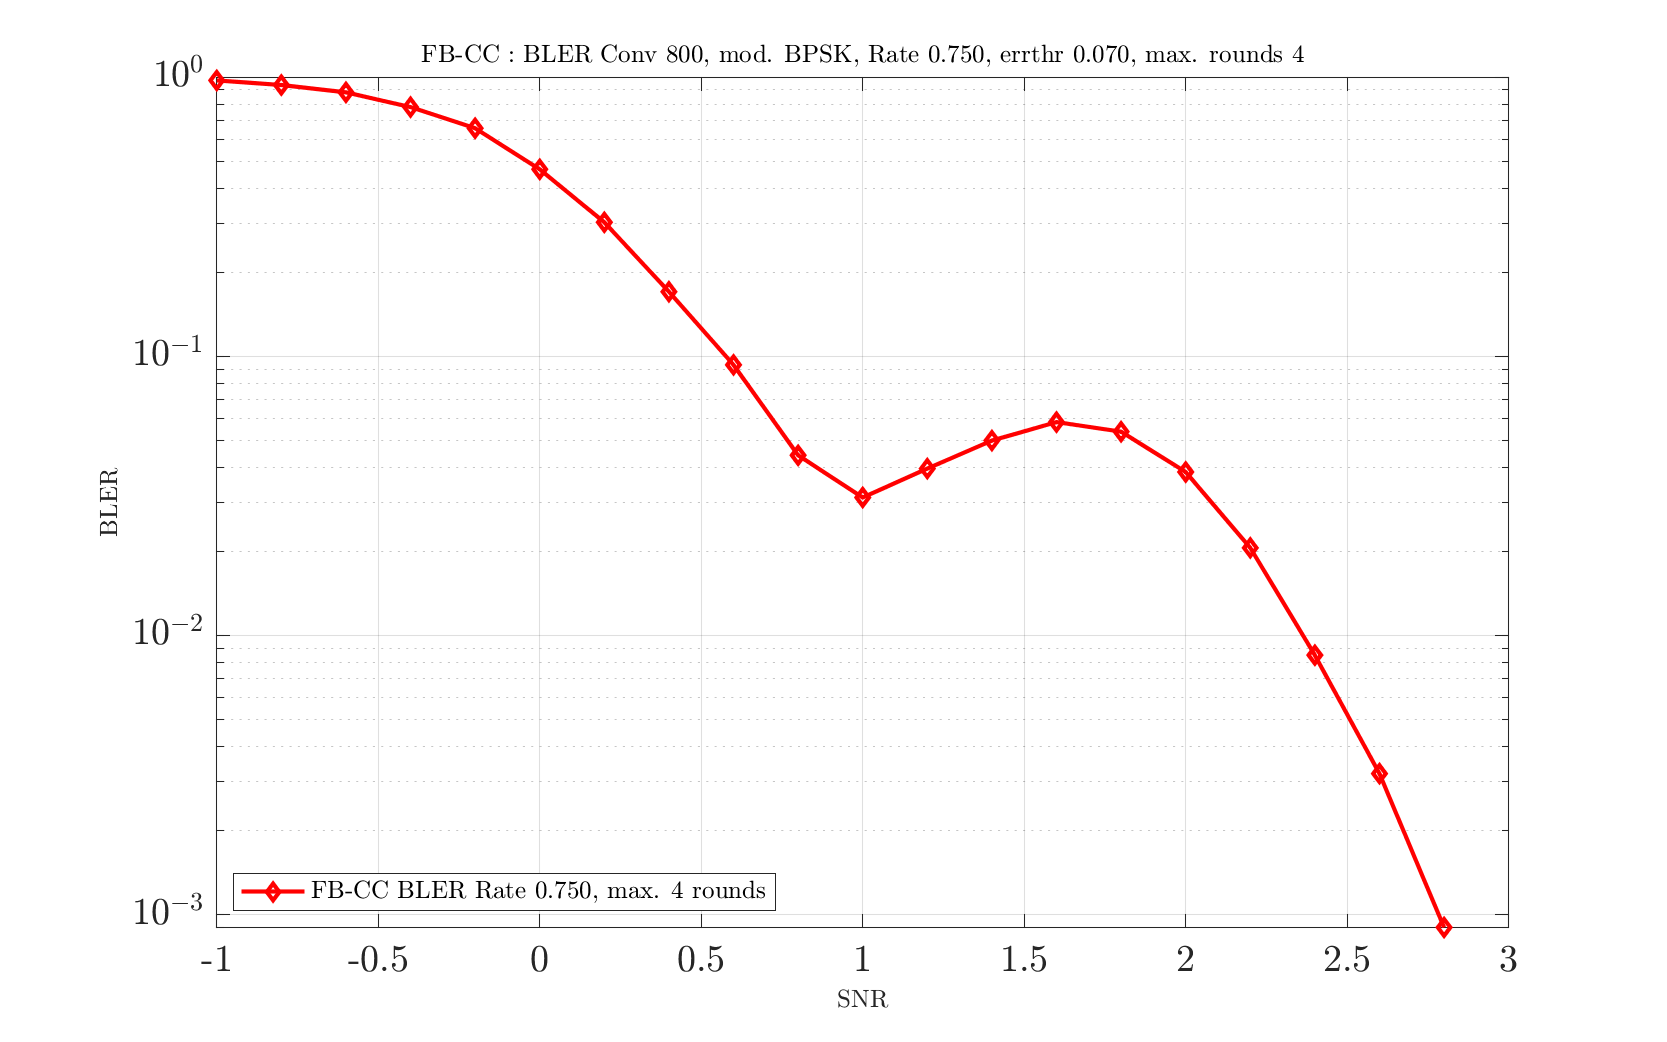 FB-CC : BLER Conv 800, mod. BPSK, Rate 0.750, errthr 0.070, max. rounds 4
10^0
10^-1
10^-2
10^-3
BLER
FB-CC BLER Rate 0.750, max. 4 rounds
-1 -0.5 0 0.5 1 1.5 2 2.5 3
SNR